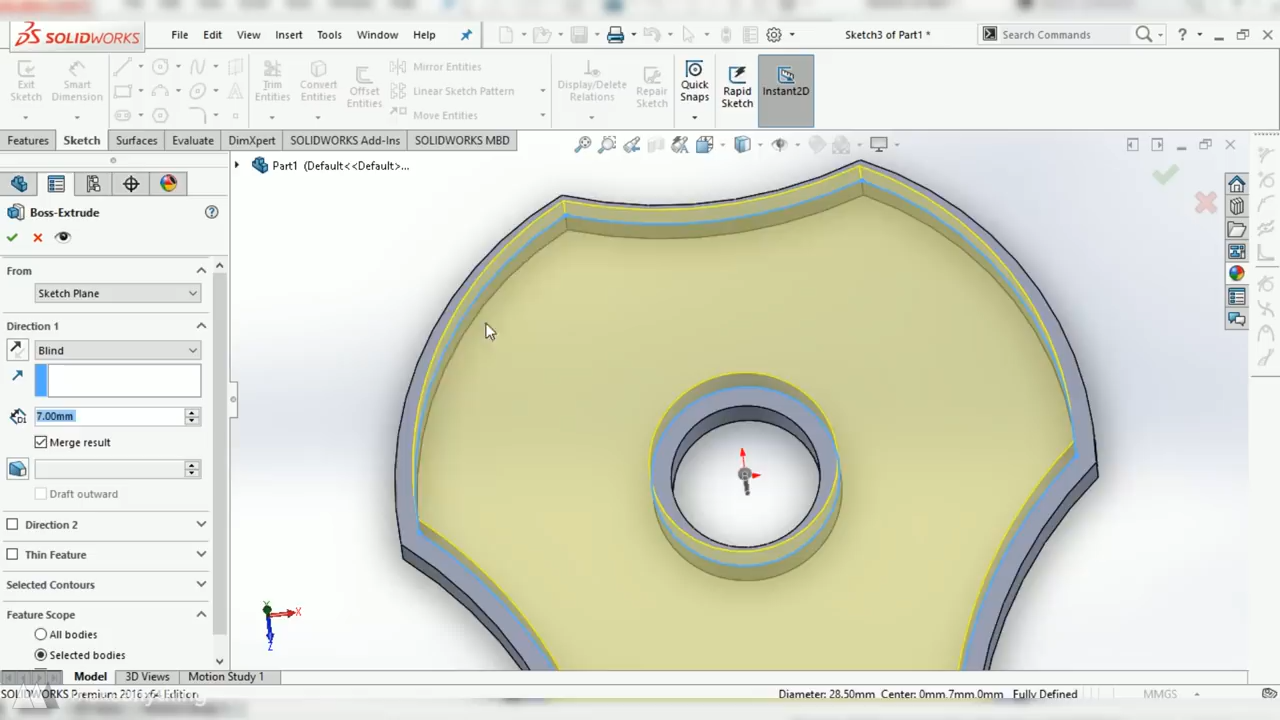 SOLIDWORKS File Edit View Insert Tools Window Help Sketch3 of Part1 * Search Commands ?
Exit Sketch Smart Dimension Trim Entities Convert Entities Offset Entities Mirror Entities Linear Sketch Pattern Move Entities Display/Delete Relations Repair Sketch Quick Snaps Rapid Sketch Instant2D
Features Sketch Surfaces Evaluate DimXpert SOLIDWORKS Add-Ins SOLIDWORKS MBD
Part1 (Default<<Default>...
Boss-Extrude
From
Sketch Plane
Direction 1
Blind
7.00mm
Merge result
Draft outward
Direction 2
Thin Feature
Selected Contours
Feature Scope
All bodies
Selected bodies
X
Y
Z
Model 3D Views Motion Study 1
SOLIDWORKS Premium 2016 x64 Edition Diameter: 28.50mm Center: 0mm,7mm,0mm Fully Defined MMGS